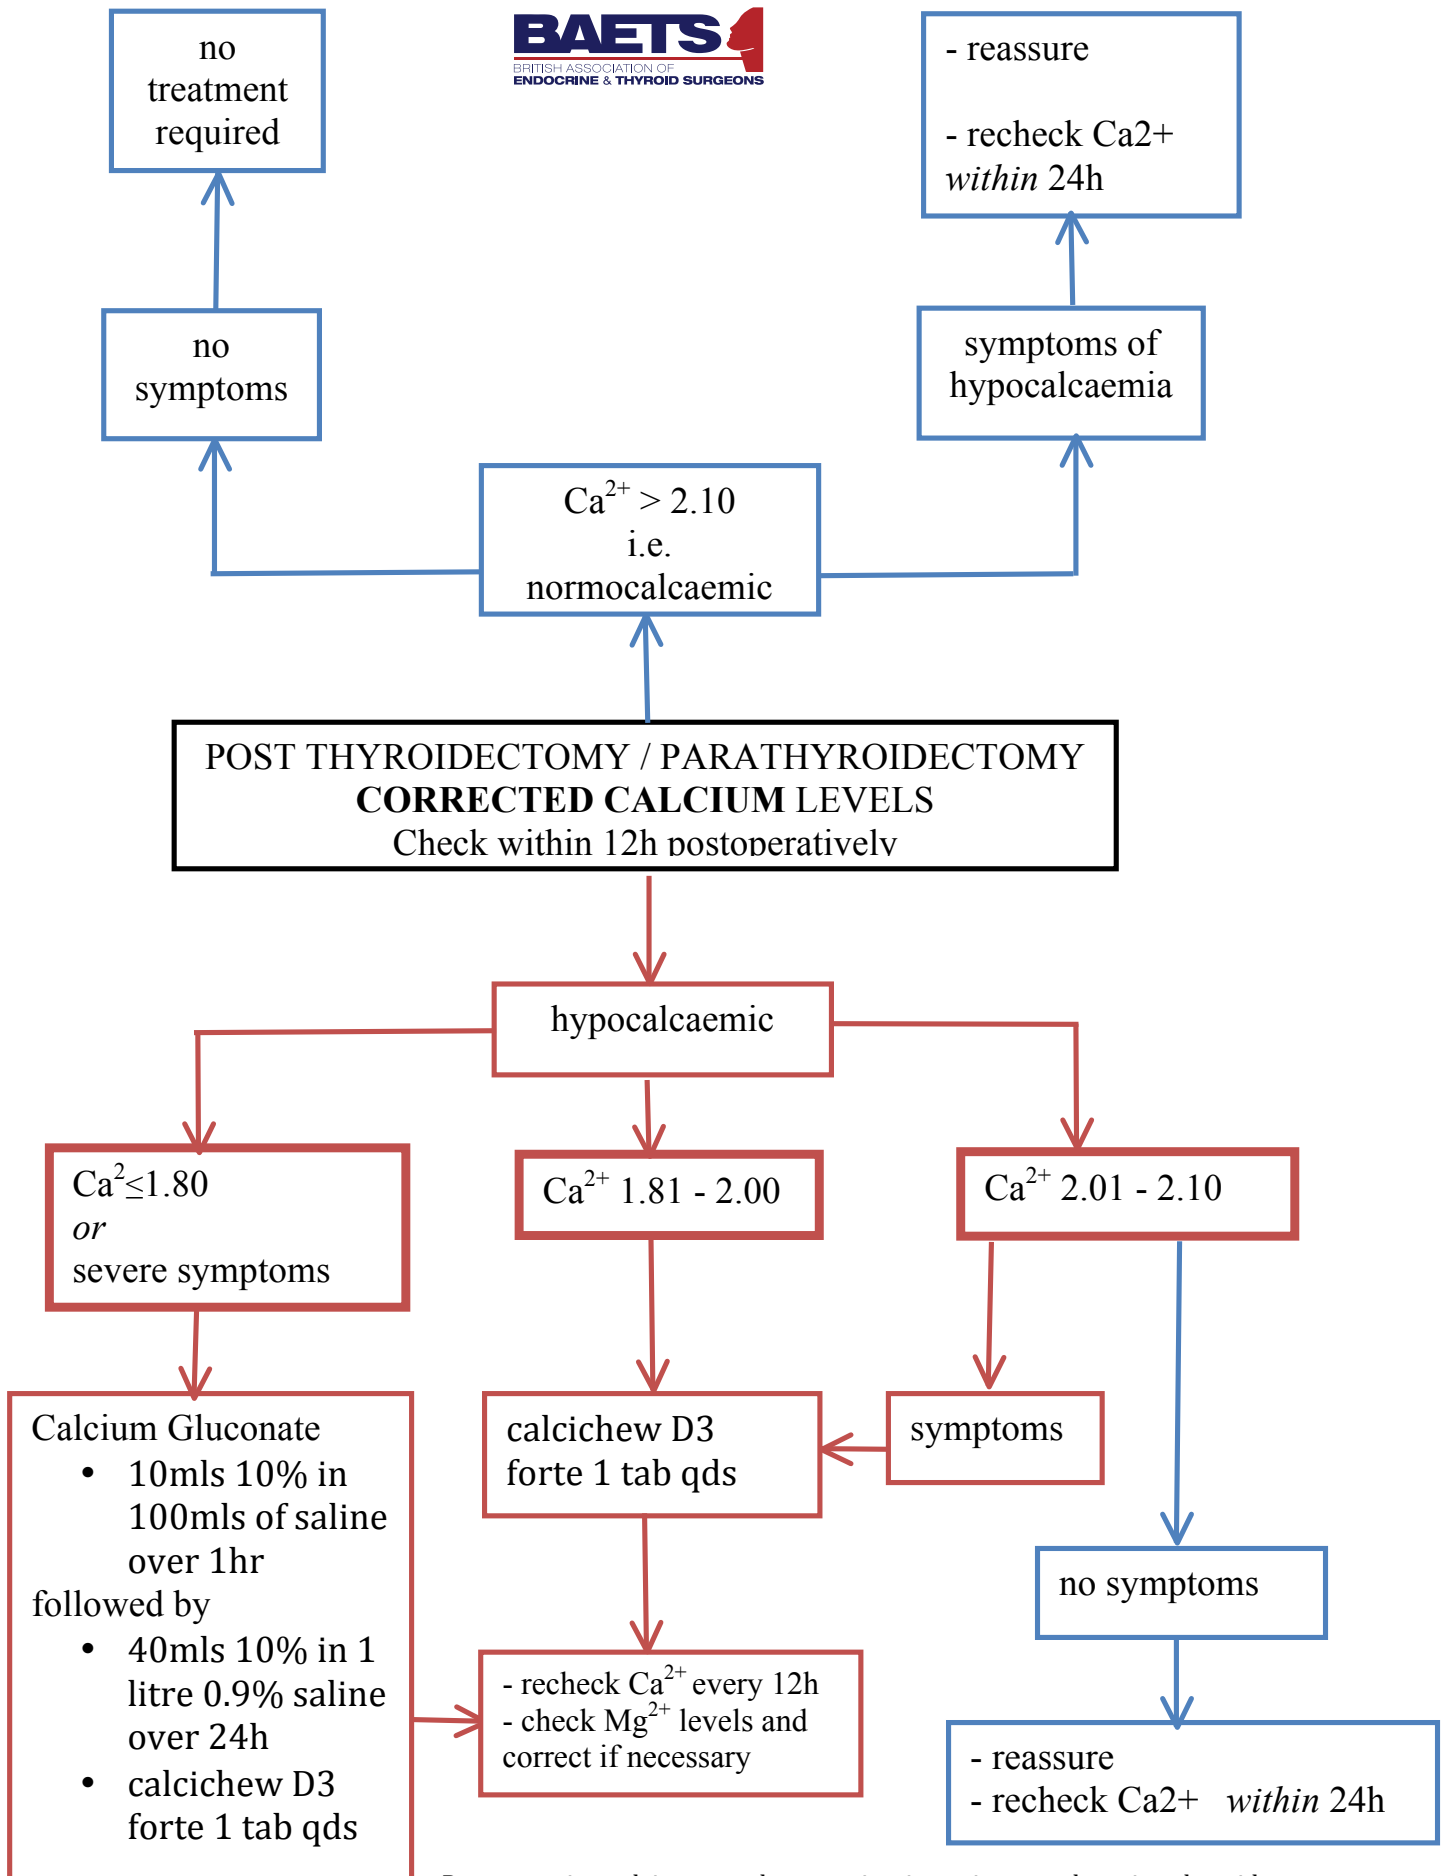 BAETS
BRITISH ASSOCIATION OF
ENDOCRINE & THYROID SURGEONS
no
treatment
required
- reassure
- recheck Ca2+
within 24h
no
symptoms
symptoms of
hypocalcaemia
Ca2+ > 2.10
i.e.
normocalcaemic
POST THYROIDECTOMY / PARATHYROIDECTOMY
CORRECTED CALCIUM LEVELS
Check within 12h postoperatively
hypocalcaemic
Ca2≤1.80
or
severe symptoms
Ca2+ 1.81 - 2.00
Ca2+ 2.01 - 2.10
Calcium Gluconate
• 10mls 10% in
100mls of saline
over 1hr
followed by
• 40mls 10% in 1
litre 0.9% saline
over 24h
• calcichew D3
forte 1 tab qds
calcichew D3
forte 1 tab qds
symptoms
no symptoms
- recheck Ca2+ every 12h
- check Mg2+ levels and
correct if necessary
- reassure
- recheck Ca2+ within 24h